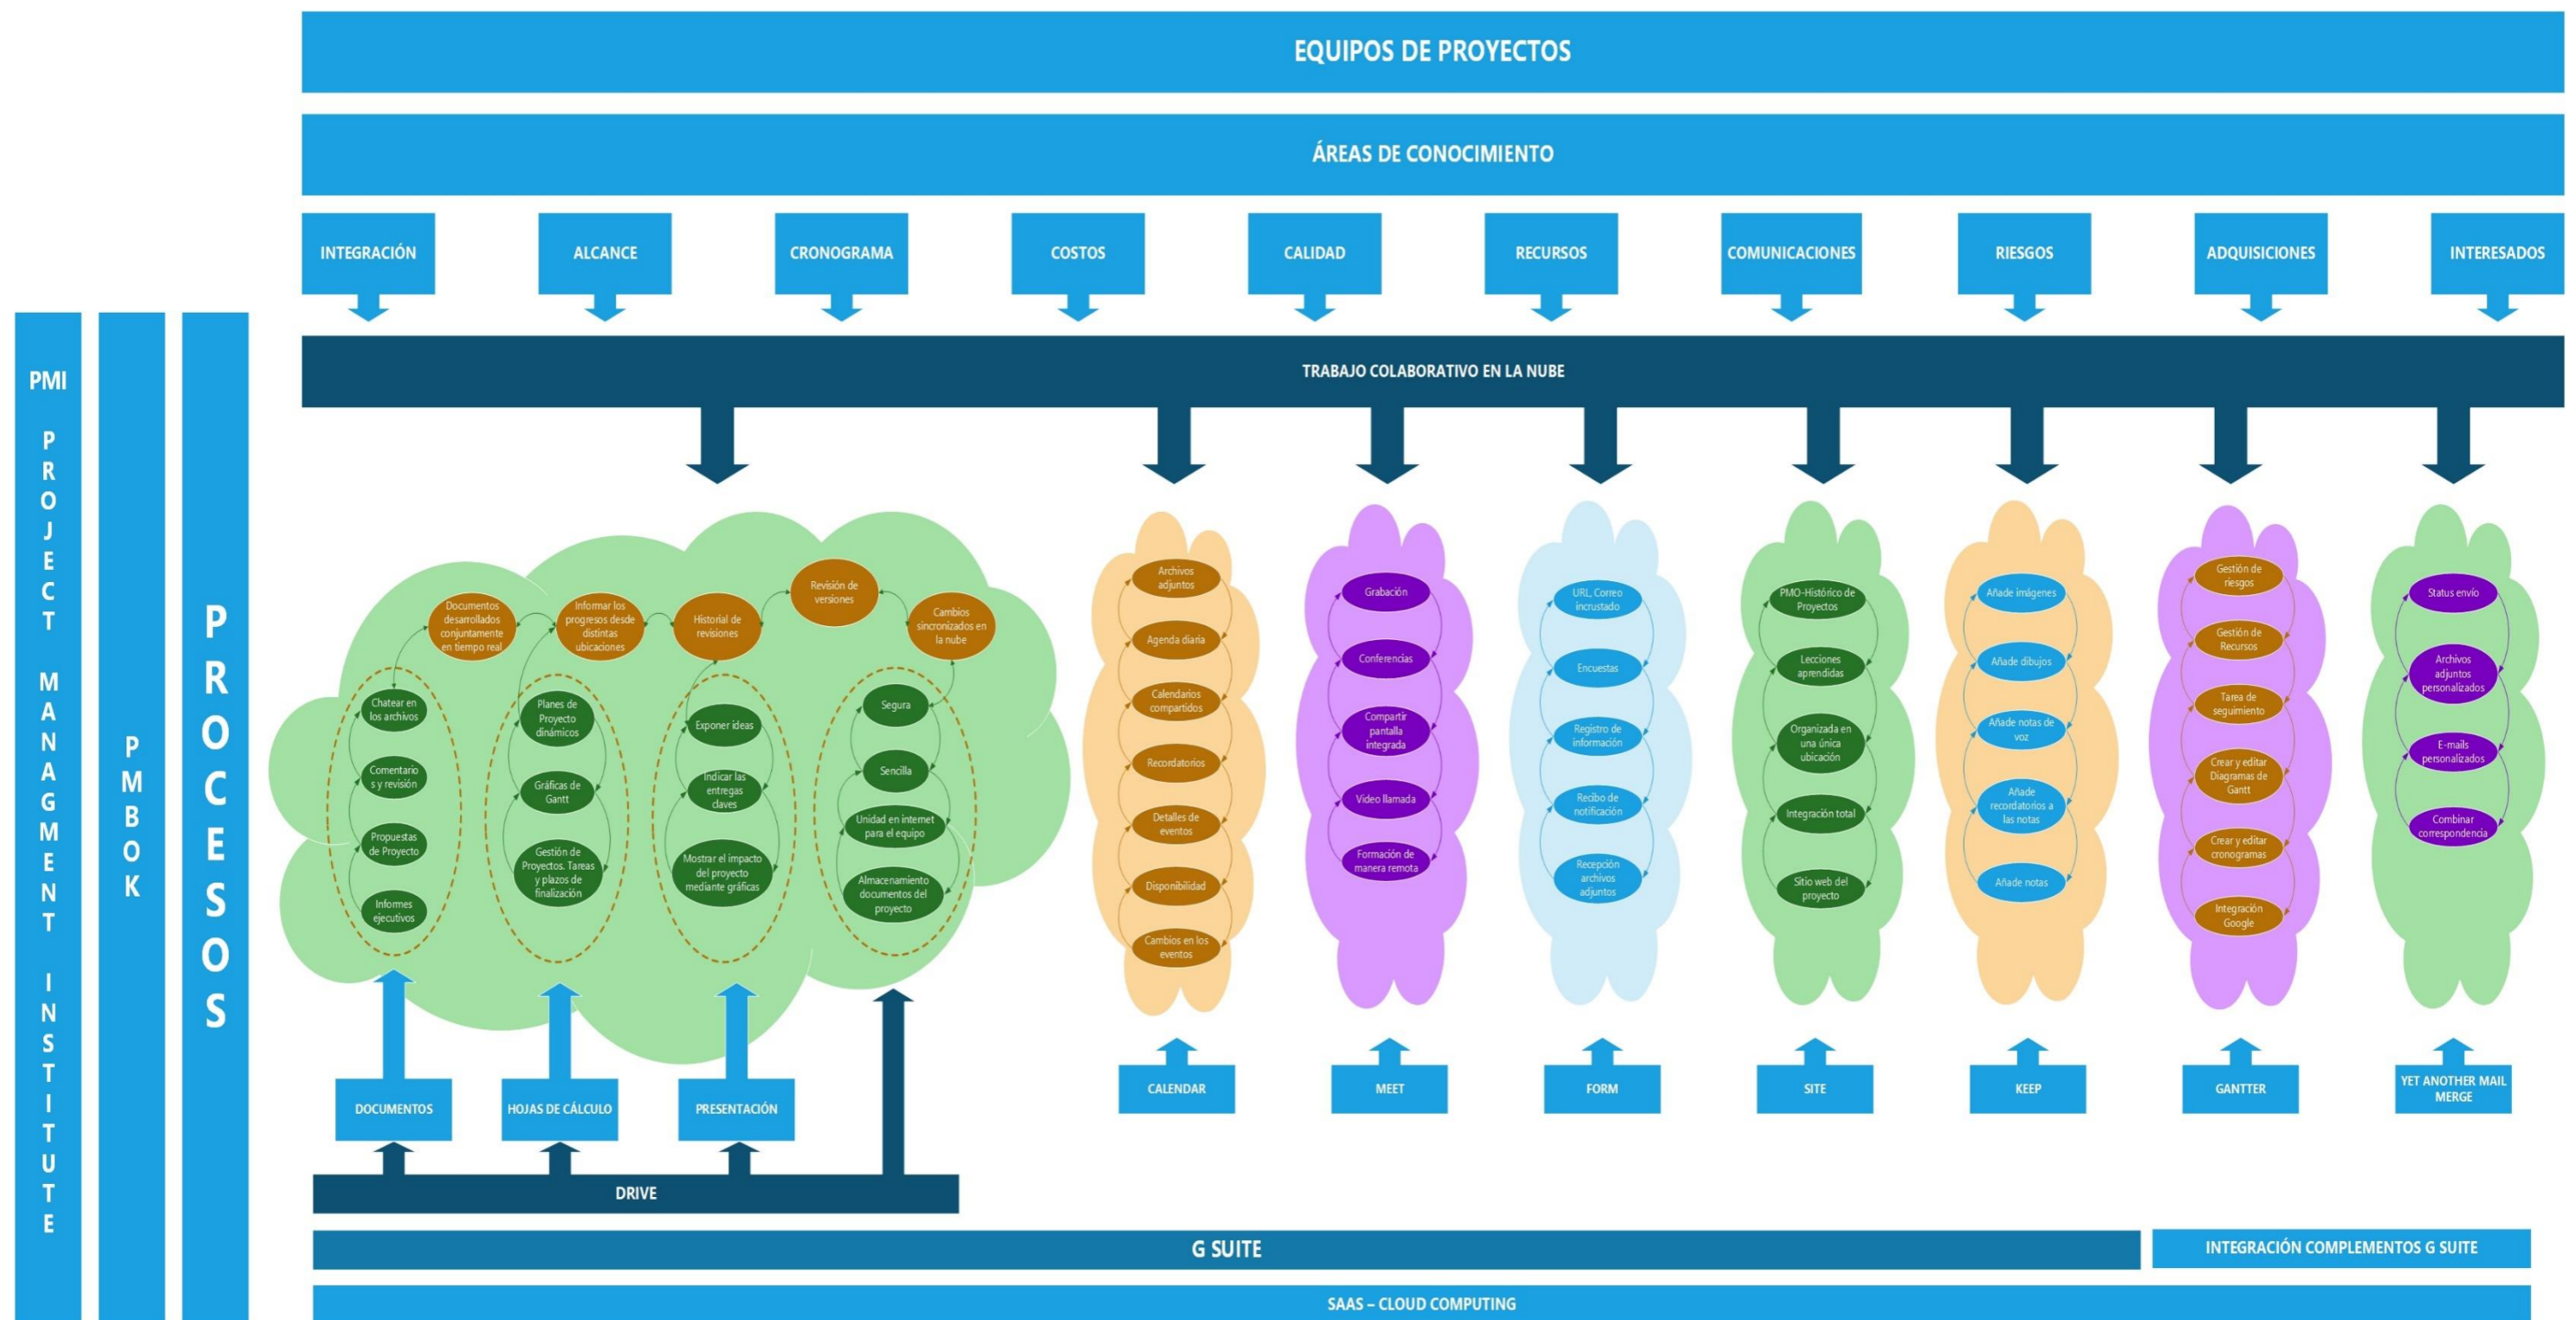 EQUIPOS DE PROYECTOS
ÁREAS DE CONOCIMIENTO
INTEGRACIÓN
ALCANCE
CRONOGRAMA
COSTOS
CALIDAD
RECURSOS
COMUNICACIONES
RIESGOS
ADQUISICIONES
INTERESADOS
TRABAJO COLABORATIVO EN LA NUBE
PMI
PROJECT
MANAGMENT
INSTITUTE
PMBOK
PROCESOS
Documentos
desarrollados
conjuntamente
en tiempo real
Informar los
progresos desde
distintas
ubicaciones
Historial de
revisiones
Revisión de
versiones
Cambios
sincronizados en
la nube
Chatear en
los archivos
Comentario
s y revisión
Propuestas
de Proyecto
Informes
ejecutivos
Planes de
Proyecto
dinámicos
Gráficas de
Gantt
Gestión de
Proyectos. Tareas
y plazos de
finalización
Exponer ideas
Indicar las
entregas
claves
Mostrar el impacto
del proyecto
mediante gráficas
Segura
Sencilla
Unidad en internet
para el equipo
Almacenamiento
documentos del
proyecto
Archivos
adjuntos
Agenda diaria
Calendarios
compartidos
Recordatorios
Detalles de
eventos
Disponibilidad
Cambios en los
eventos
Grabación
Conferencias
Compartir
pantalla
integrada
Video llamada
Formación de
manera remota
URL, Correo
incrustado
Encuestas
Registro de
información
Recibo de
notificación
Recepción
archivos
adjuntos
PMO-Histórico de
Proyectos
Lecciones
aprendidas
Organizada en
una única
ubicación
Integración total
Sitio web del
proyecto
Añade imágenes
Añade dibujos
Añade notas de
voz
Añade
recordatorios a
las notas
Añade notas
Gestión de
riesgos
Gestión de
Recursos
Tarea de
seguimiento
Crear y editar
Diagramas de
Gantt
Crear y editar
cronogramas
Integración
Google
Status envío
Archivos
adjuntos
personalizados
E-mails
personalizados
Combinar
correspondencia
DOCUMENTOS
HOJAS DE CÁLCULO
PRESENTACIÓN
CALENDAR
MEET
FORM
SITE
KEEP
GANTTER
YET ANOTHER MAIL
MERGE
DRIVE
G SUITE
INTEGRACIÓN COMPLEMENTOS G SUITE
SAAS – CLOUD COMPUTING